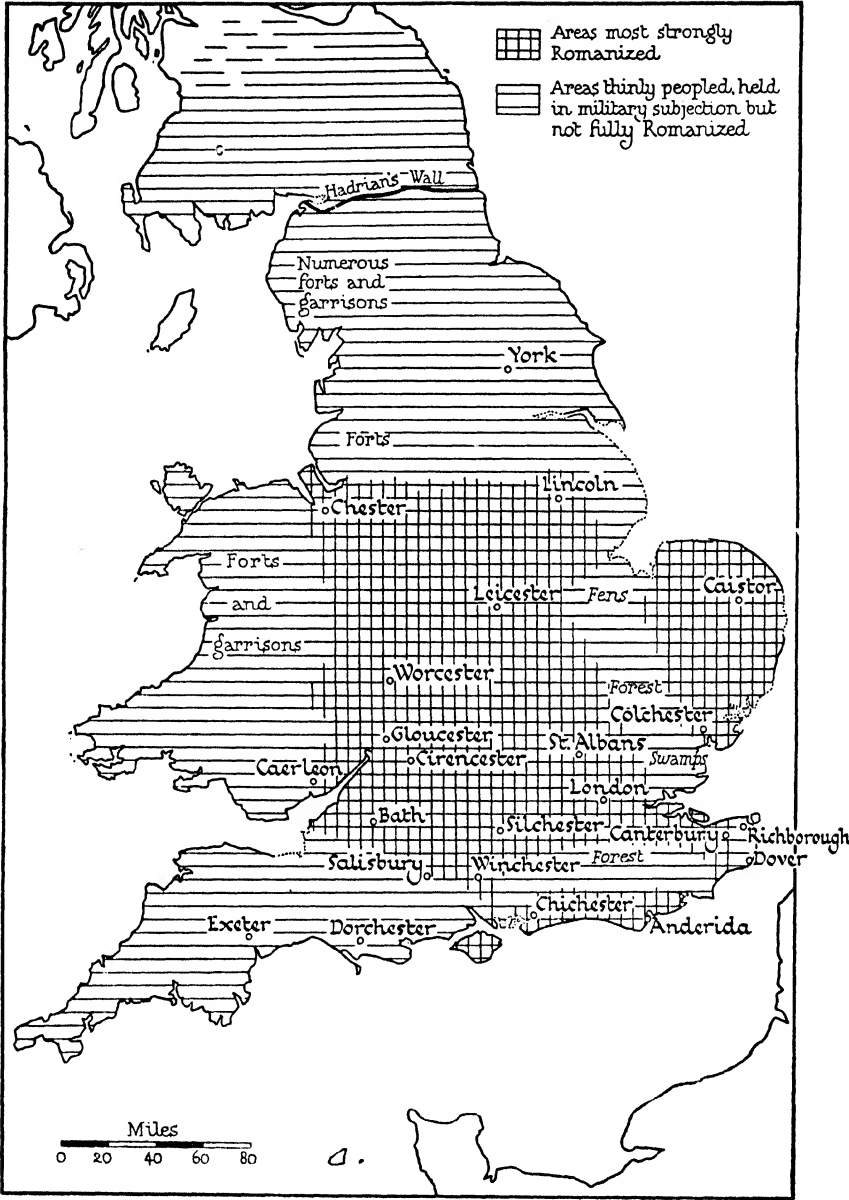 Areas most strongly
Romanized
Areas thinly peopled, held
in military subjection but
not fully Romanized
Hadrian's Wall
Numerous
forts and
garrisons
York
Forts
Lincoln
Chester
Forts
and
garrisons
Leicester
Fens
Caistor
Worcester
Forest
Colchester
Gloucester
St. Albans
Cirencester
Swamps
Caerleon
London
Bath
Silchester
Canterbury
Richborough
Salisbury
Winchester
Forest
Dover
Chichester
Exeter
Dorchester
Anderida
Miles
0 20 40 60 80